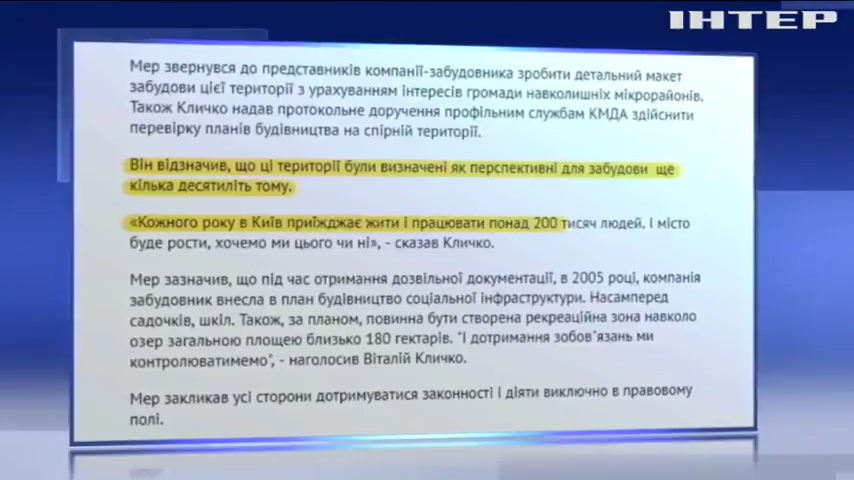 ІНТЕР
Мер звернувся до представників компанії-забудовника зробити детальний макет
забудови цієї території з урахуванням інтересів громади навколишніх мікрорайонів.
Також Кличко надав протокольне доручення профільним службам КМДА здійснити
перевірку планів будівництва на спірній території.
Він відзначив, що ці території були визначені як перспективні для забудови ще
кілька десятиліть тому.
«Кожного року в Київ приїжджає жити і працювати понад 200 тисяч людей. І місто
буде рости, хочемо ми цього чи ні», - сказав Кличко.
Мер зазначив, що під час отримання дозвільної документації, в 2005 році, компанія
забудовник внесла в план будівництво соціальної інфраструктури. Насамперед
садочків, шкіл. Також, за планом, повинна бути створена рекреаційна зона навколо
озер загальною площею близько 180 гектарів. "І дотримання зобов"язань ми
контролюватимемо", - наголосив Віталій Кличко.
Мер закликав усі сторони дотримуватися законності і діяти виключно в правовому
полі.